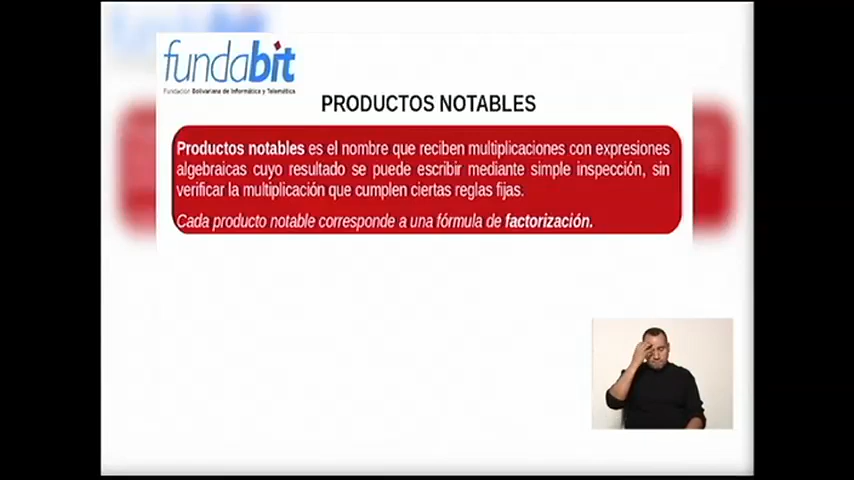 fundabit
Fundación Bolivariana de Informática y Telemática
PRODUCTOS NOTABLES
Productos notables es el nombre que reciben multiplicaciones con expresiones
algebraicas cuyo resultado se puede escribir mediante simple inspección, sin
verificar la multiplicación que cumplen ciertas reglas fijas.
Cada producto notable corresponde a una fórmula de factorización.